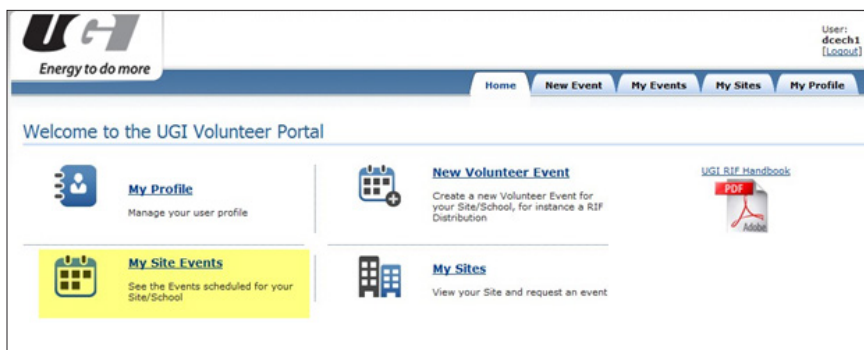 UGI
Energy to do more
User:
dcech1
[Logout]
Home
New Event
My Events
My Sites
My Profile
Welcome to the UGI Volunteer Portal
My Profile
Manage your user profile
New Volunteer Event
Create a new Volunteer Event for
your Site/School, for instance a RIF
Distribution
UGI RIF Handbook
PDF
Adobe
My Site Events
See the Events scheduled for your
Site/School
My Sites
View your Site and request an event